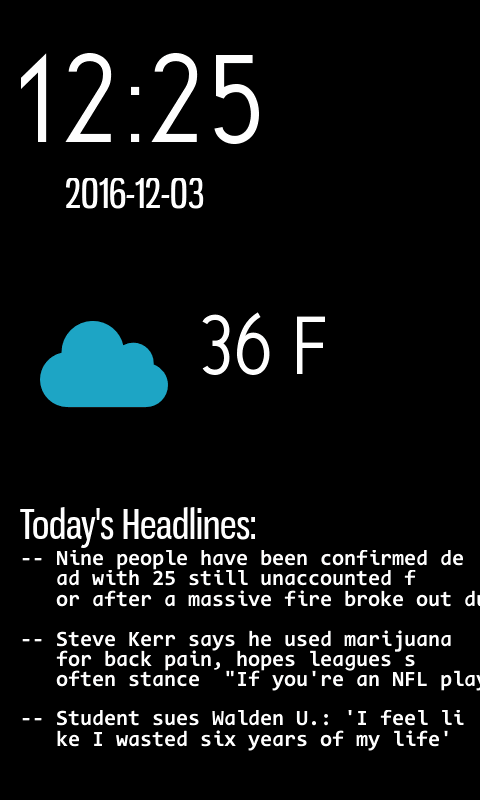 12:25
2016-12-03
36 F
Today's Headlines:
-- Nine people have been confirmed de
ad with 25 still unaccounted f
or after a massive fire broke out du
-- Steve Kerr says he used marijuana
for back pain, hopes leagues s
often stance  "If you're an NFL play
-- Student sues Walden U.: 'I feel li
ke I wasted six years of my life'